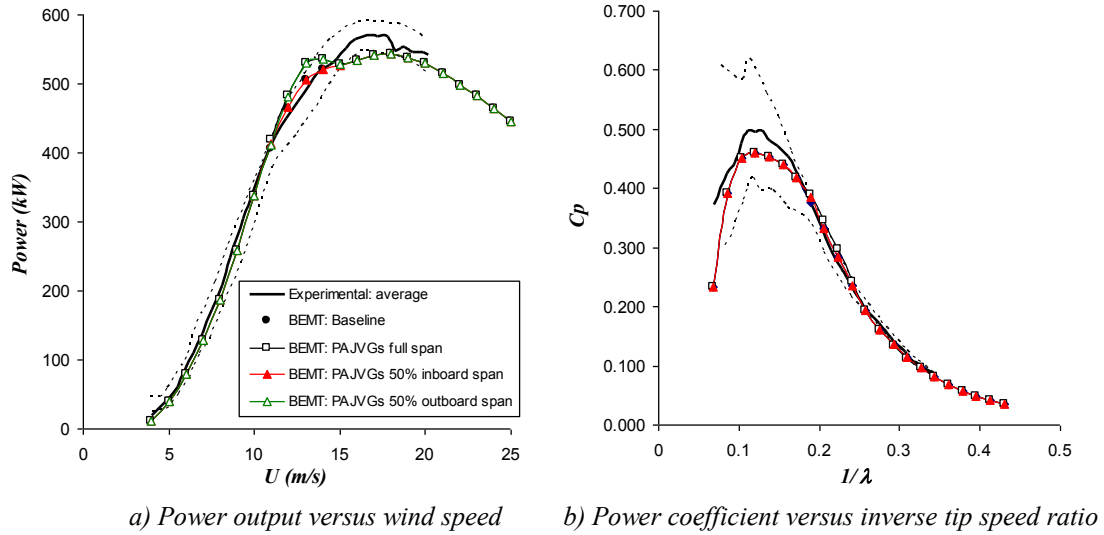 600
500
400
300
200
100
0
Power (kW)
0 5 10 15 20 25
U (m/s)
Experimental: average
BEMT: Baseline
BEMT: PAJVGs full span
BEMT: PAJVGs 50% inboard span
BEMT: PAJVGs 50% outboard span
a) Power output versus wind speed
0.700
0.600
0.500
0.400
0.300
0.200
0.100
0.000
Cp
0 0.1 0.2 0.3 0.4 0.5
1/λ
b) Power coefficient versus inverse tip speed ratio